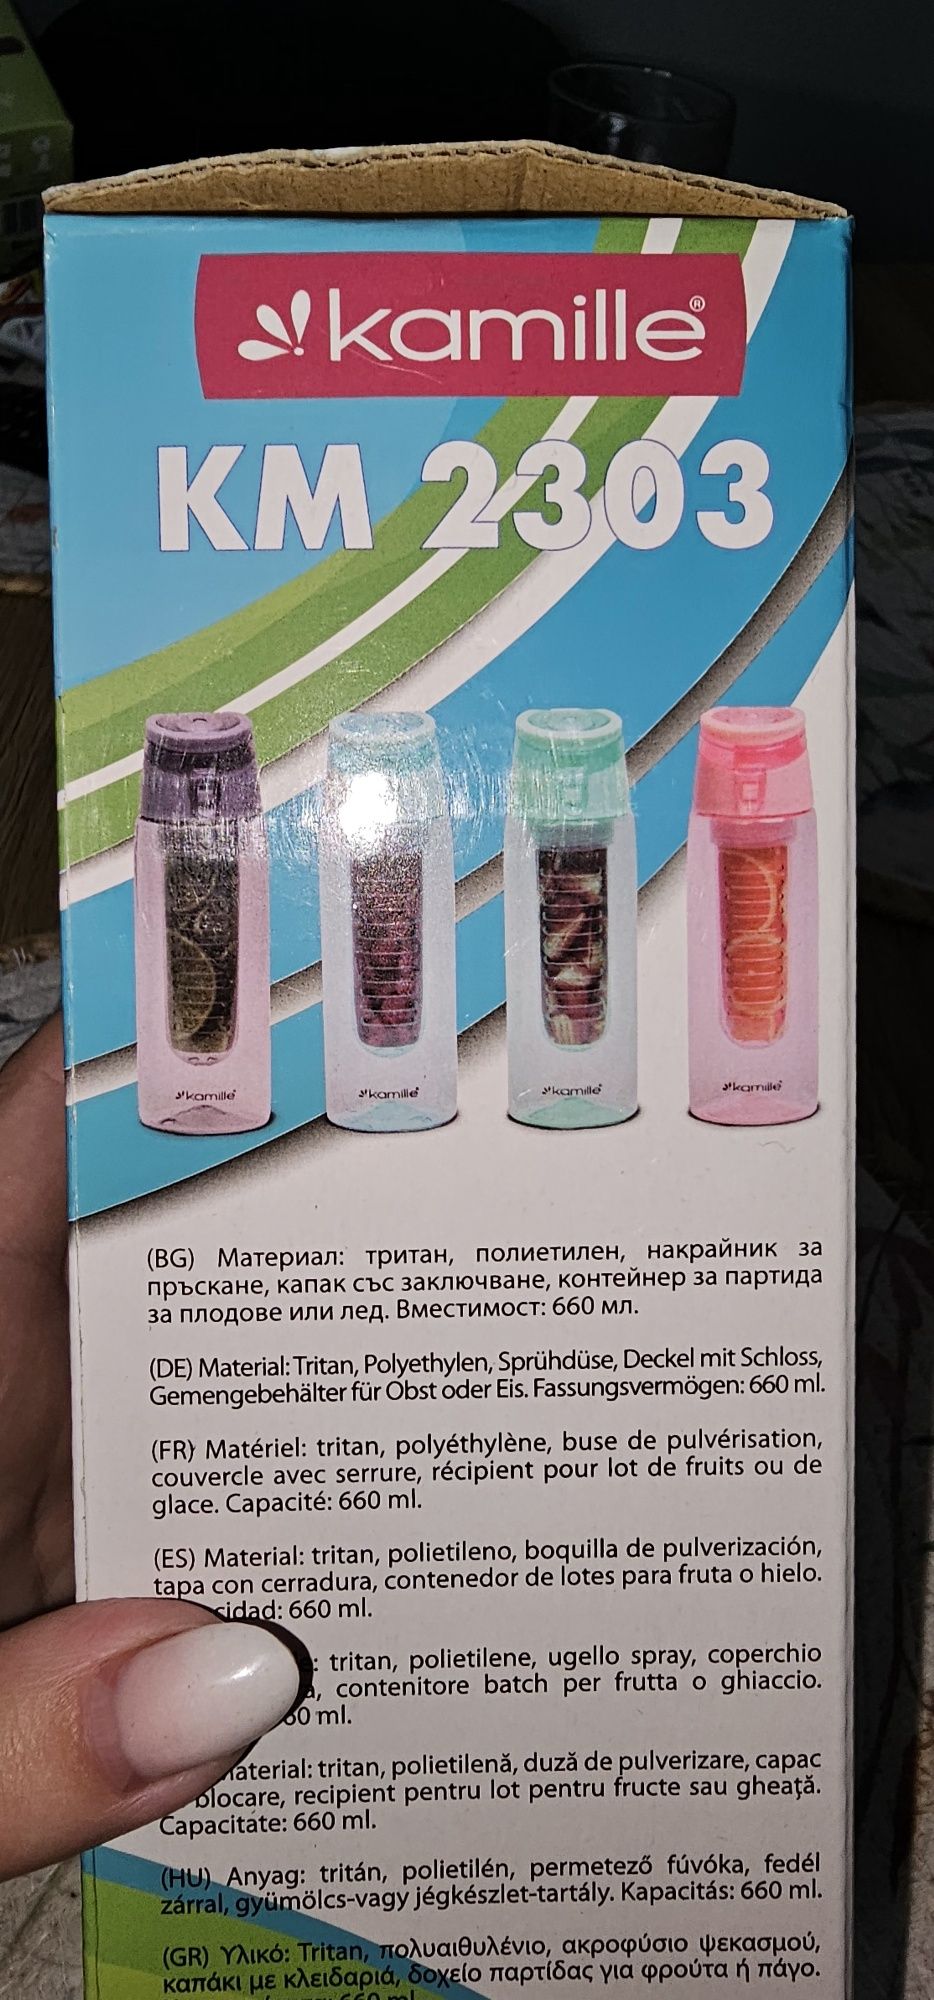 kamille®
KM 2303
kamille
kamille
kamille
kamille
(BG) Материал: тритан, полиетилен, накрайник за
пръскане, капак със заключване, контейнер за партида
за плодове или лед. Вместимост: 660 мл.
(DE) Material: Tritan, Polyethylen, Sprühdüse, Deckel mit Schloss,
Gemengebehälter für Obst oder Eis. Fassungsvermögen: 660 ml.
(FR) Matériel: tritan, polyéthylène, buse de pulvérisation,
couvercle avec serrure, récipient pour lot de fruits ou de
glace. Capacité: 660 ml.
(ES) Material: tritan, polietileno, boquilla de pulverización,
tapa con cerradura, contenedor de lotes para fruta o hielo.
660 ml.
tritan, polietilene, ugello spray, coperchio
contenitore batch per frutta o ghiaccio.
ml.
tritan, polietilenă, duză de pulverizare, capac
recipient pentru lot pentru fructe sau gheață.
Capacitate: 660 ml.
(HU) Anyag: tritán, polietilén, permetező fúvóka, fedél
zárral, gyümölcs-vagy jégkészlet-tartály. Kapacitás: 660 ml.
(GR) Υλικό: Tritan, πολυαιθυλένιο, ακροφύσιο ψεκασμού,
καπάκι με κλειδαριά, δοχείο παρτίδας για φρούτα ή πάγο.